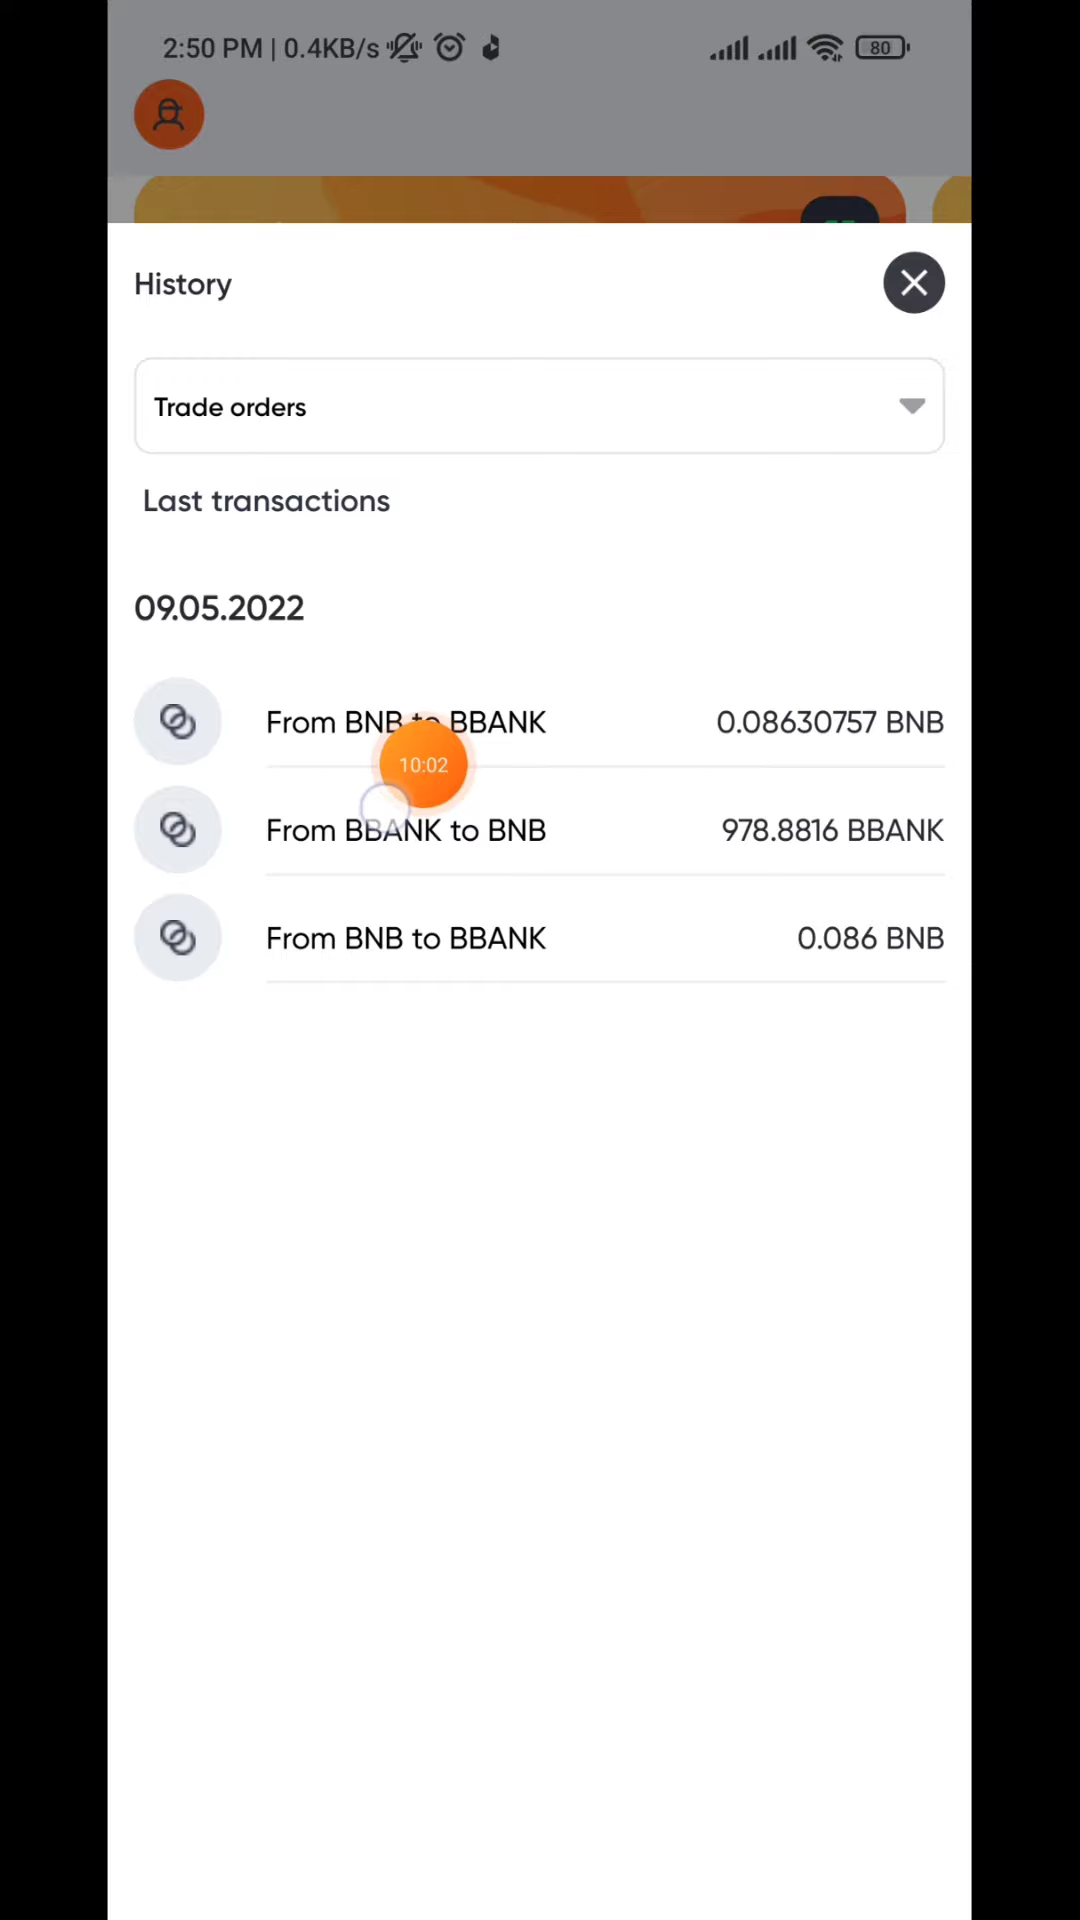 2:50 PM | 0.4KB/s
80
History
Trade orders
Last transactions
09.05.2022
From BNB to BBANK 0.08630757 BNB
10:02
From BBANK to BNB 978.8816 BBANK
From BNB to BBANK 0.086 BNB